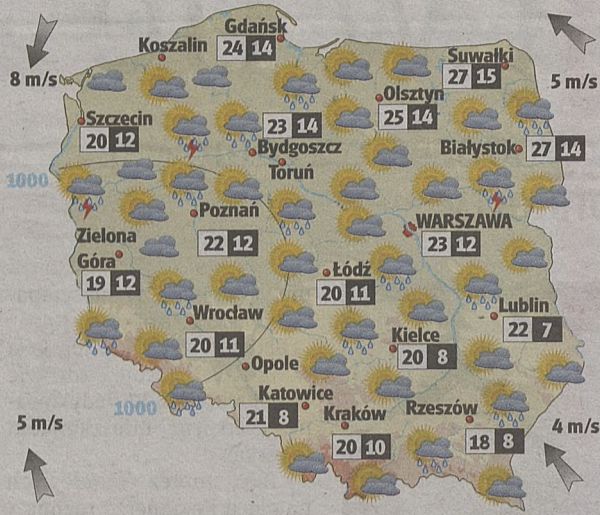 Gdańsk
Koszalin
24 14
8 m/s
Suwałki
27 15
5 m/s
Olsztyn
25 14
Szczecin
20 12
23 14
Bydgoszcz
Białystok 27 14
Toruń
1000
Poznań
22 12
WARSZAWA
23 12
Zielona
Góra
19 12
Łódź
20 11
Lublin
22 7
Wrocław
20 11
Kielce
20 8
Opole
Katowice
21 8
1000
Kraków
20 10
Rzeszów
18 8
5 m/s
4 m/s